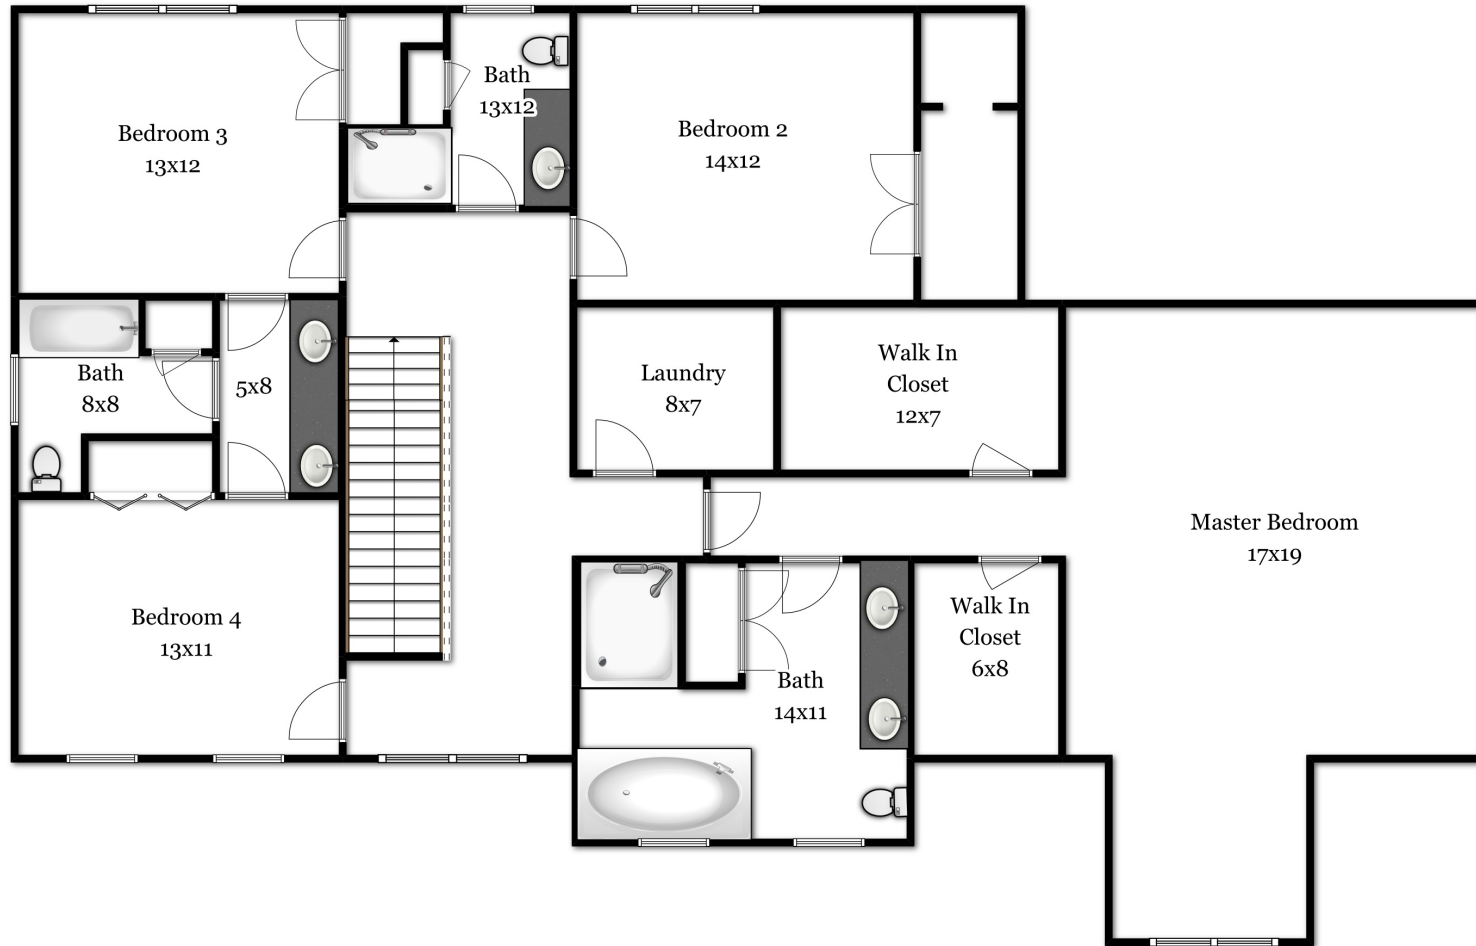 Bedroom 3
13x12
Bath
13x12
Bedroom 2
14x12
Bath
8x8
5x8
Laundry
8x7
Walk In
Closet
12x7
Master Bedroom
17x19
Bedroom 4
13x11
Bath
14x11
Walk In
Closet
6x8